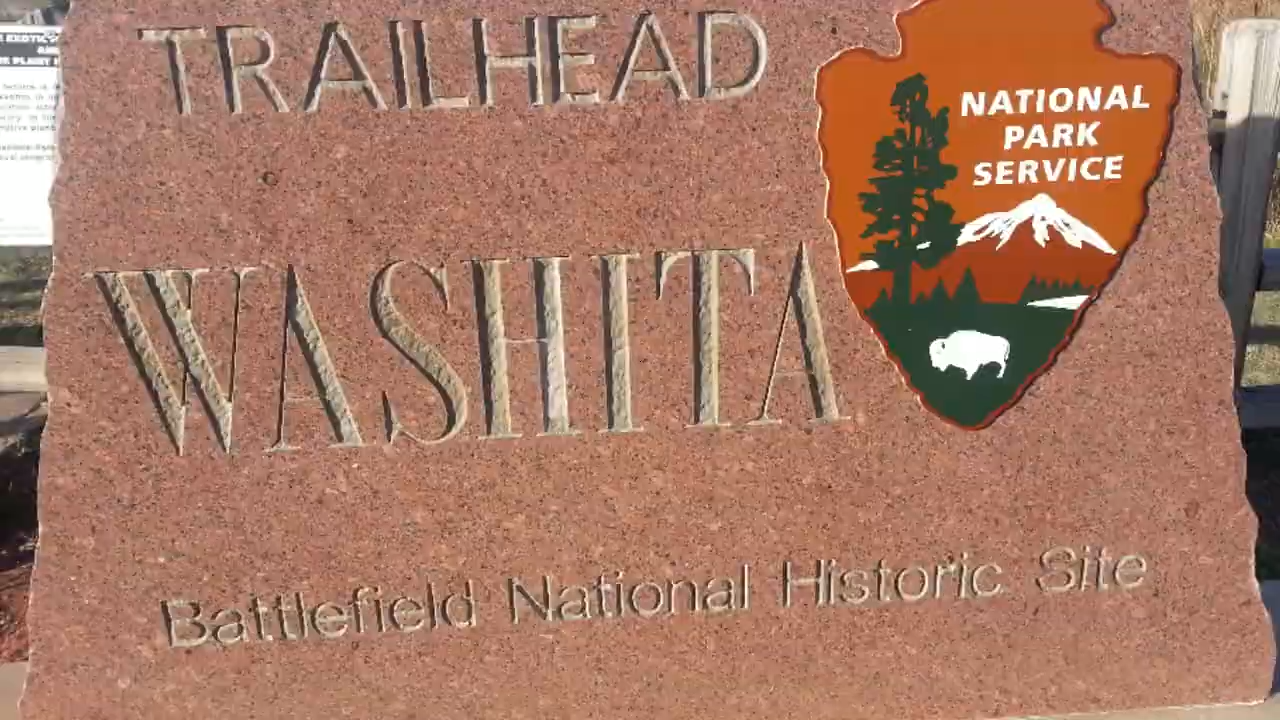 TRAILHEAD
NATIONAL
PARK
SERVICE
WASHITA
Battlefield National Historic Site